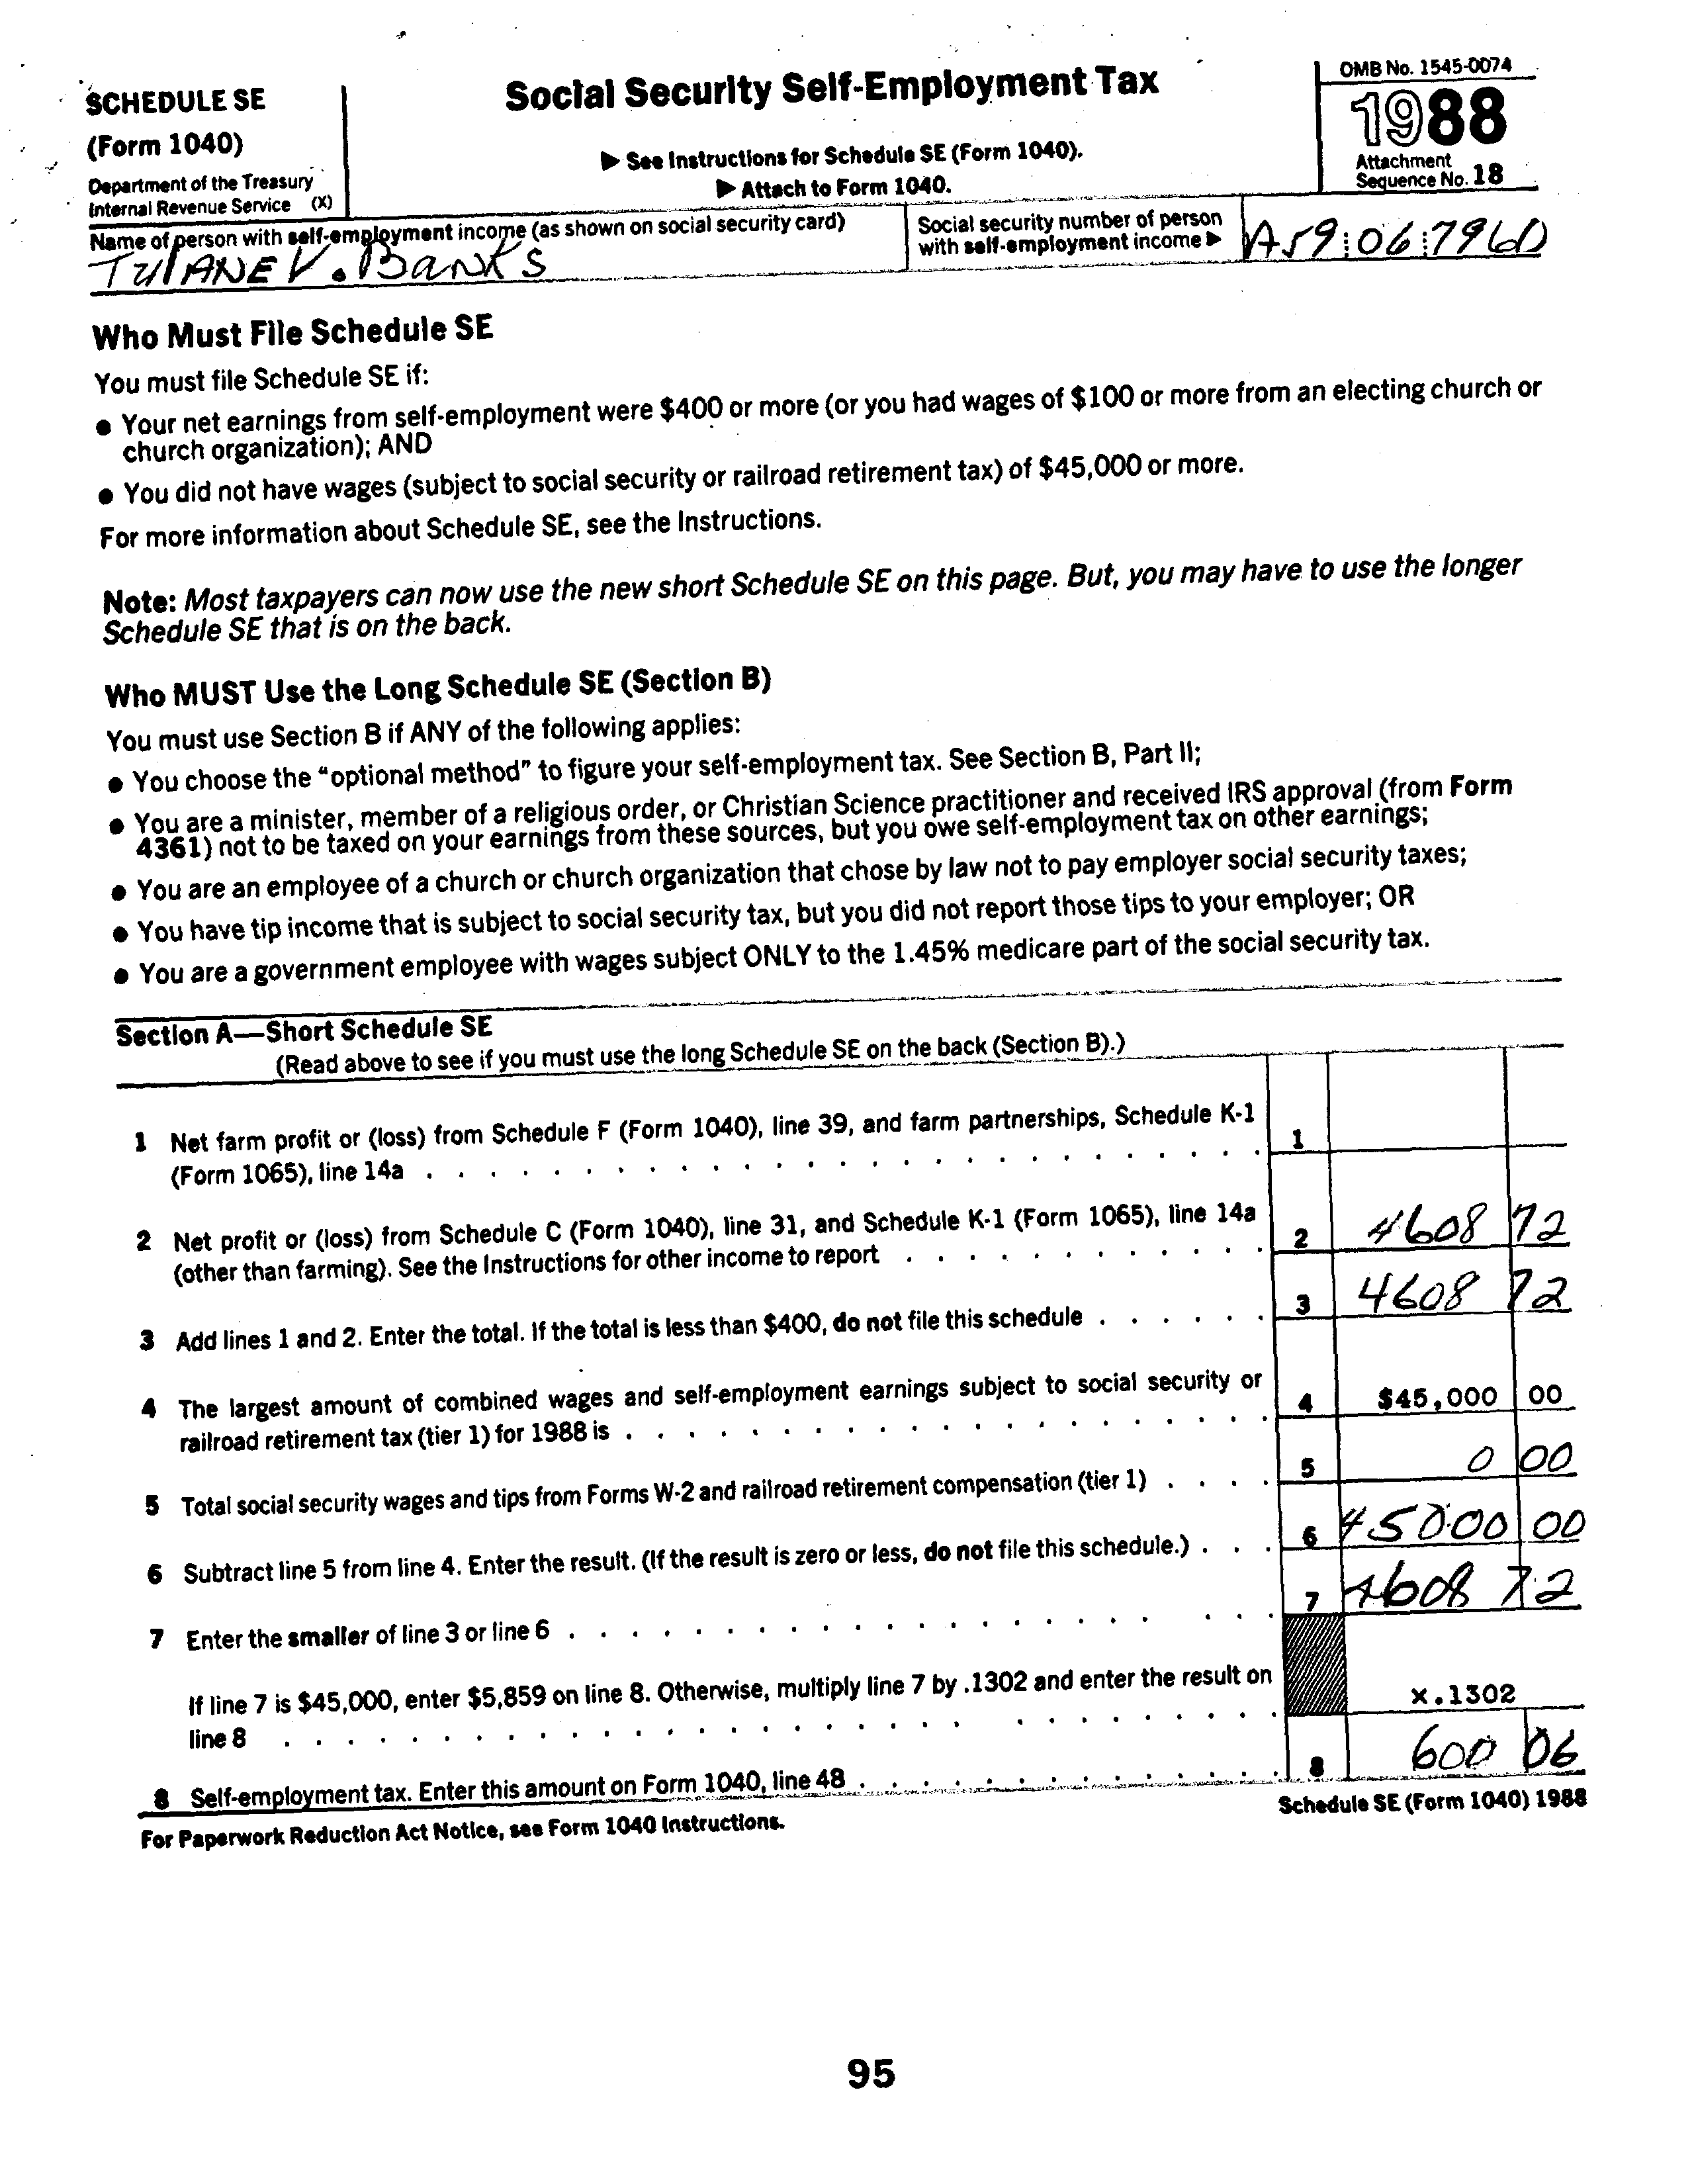 SCHEDULE SE
(Form 1040)
Department of the Treasury
Internal Revenue Service (X)
Social Security Self-Employment Tax
▶ See Instructions for Schedule SE (Form 1040).
▶ Attach to Form 1040.
OMB No. 1545-0074
1988
Attachment
Sequence No. 18
Name of person with self-employment income (as shown on social security card)
TulANE V. Banks
Social security number of person
with self-employment income ▶
A59:06:7960
Who Must File Schedule SE
You must file Schedule SE if:
● Your net earnings from self-employment were $400 or more (or you had wages of $100 or more from an electing church or
church organization); AND
● You did not have wages (subject to social security or railroad retirement tax) of $45,000 or more.
For more information about Schedule SE, see the Instructions.
Note: Most taxpayers can now use the new short Schedule SE on this page. But, you may have to use the longer
Schedule SE that is on the back.
Who MUST Use the Long Schedule SE (Section B)
You must use Section B if ANY of the following applies:
● You choose the “optional method” to figure your self-employment tax. See Section B, Part II;
● You are a minister, member of a religious order, or Christian Science practitioner and received IRS approval (from Form
4361) not to be taxed on your earnings from these sources, but you owe self-employment tax on other earnings;
● You are an employee of a church or church organization that chose by law not to pay employer social security taxes;
● You have tip income that is subject to social security tax, but you did not report those tips to your employer; OR
● You are a government employee with wages subject ONLY to the 1.45% medicare part of the social security tax.
Section A—Short Schedule SE
(Read above to see if you must use the long Schedule SE on the back (Section B).)
1 Net farm profit or (loss) from Schedule F (Form 1040), line 39, and farm partnerships, Schedule K-1
(Form 1065), line 14a . . . . . . . . . . . . . . . . . . . . . . . . . . . 1
2 Net profit or (loss) from Schedule C (Form 1040), line 31, and Schedule K-1 (Form 1065), line 14a
(other than farming). See the Instructions for other income to report . . . . . . . . . . . . 2 4608 72
3 Add lines 1 and 2. Enter the total. If the total is less than $400, do not file this schedule . . . . . . 3 4608 72
4 The largest amount of combined wages and self-employment earnings subject to social security or
railroad retirement tax (tier 1) for 1988 is . . . . . . . . . . . . . . . . . . . . . 4 $45,000 00
5 Total social security wages and tips from Forms W-2 and railroad retirement compensation (tier 1) . . . . 5 0 00
6 Subtract line 5 from line 4. Enter the result. (If the result is zero or less, do not file this schedule.) . . . 6 45000 00
7 Enter the smaller of line 3 or line 6 . . . . . . . . . . . . . . . . . . . . . . 7 4608 72
If line 7 is $45,000, enter $5,859 on line 8. Otherwise, multiply line 7 by .1302 and enter the result on
line 8 . . . . . . . . . . . . . . . . . . . . . . . . . . . . . . . x.1302
8 Self-employment tax. Enter this amount on Form 1040, line 48 . . . . . . . . . . . . . . 8 600 06
For Paperwork Reduction Act Notice, see Form 1040 Instructions.
Schedule SE (Form 1040) 1988
95